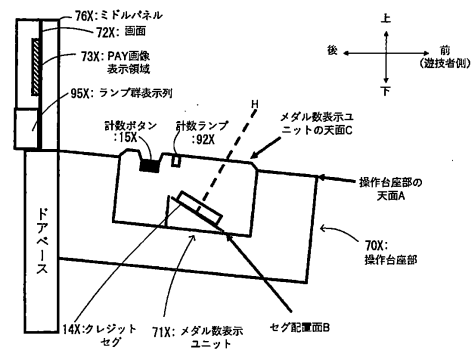 76X：ミドルパネル
72X：画面
73X：PAY画像
表示領域
95X：ランプ群表示列
上
後
前
(遊技者側)
下
H
計数ボタン
：15X
計数ランプ
：92X
メダル数表示ユ
ニットの天面C
操作台座部の
天面A
ドアベース
70X：
操作台座部
14X：クレジット
セグ
71X：メダル数表示
ユニット
セグ配置面B